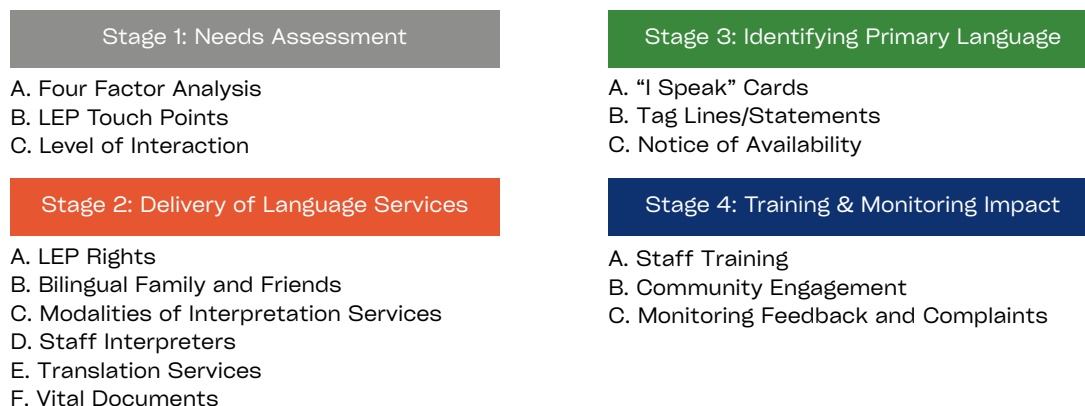 Stage 1: Needs Assessment
A. Four Factor Analysis
B. LEP Touch Points
C. Level of Interaction
Stage 2: Delivery of Language Services
A. LEP Rights
B. Bilingual Family and Friends
C. Modalities of Interpretation Services
D. Staff Interpreters
E. Translation Services
F. Vital Documents
Stage 3: Identifying Primary Language
A. “I Speak” Cards
B. Tag Lines/Statements
C. Notice of Availability
Stage 4: Training & Monitoring Impact
A. Staff Training
B. Community Engagement
C. Monitoring Feedback and Complaints